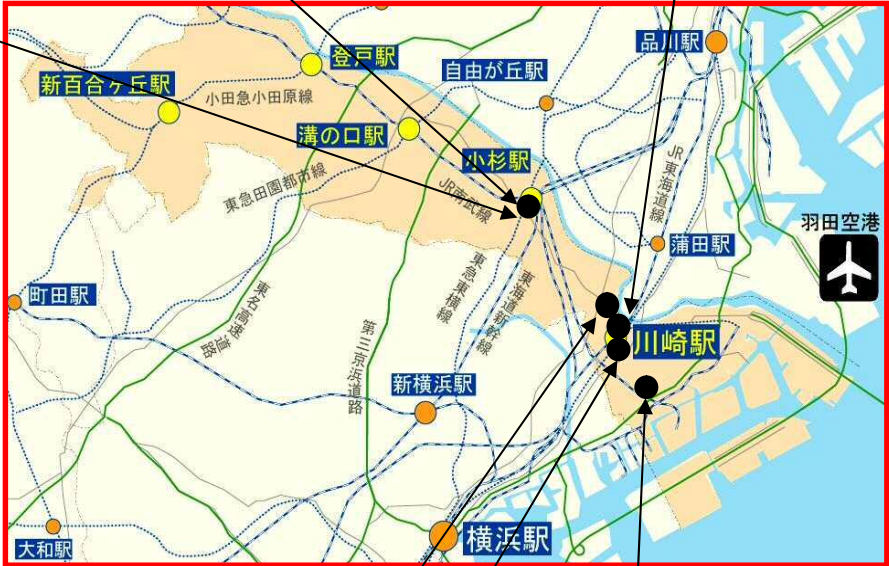 品川駅
登戸駅
自由が丘駅
新百合ヶ丘駅
小田急小田原線
溝の口駅
小杉駅
JR東海道線
東急田園都市線
JR南武線
羽田空港
蒲田駅
町田駅
東名高速道路
東急東横線
東海道新幹線
第三京浜道路
川崎駅
新横浜駅
横浜駅
大和駅